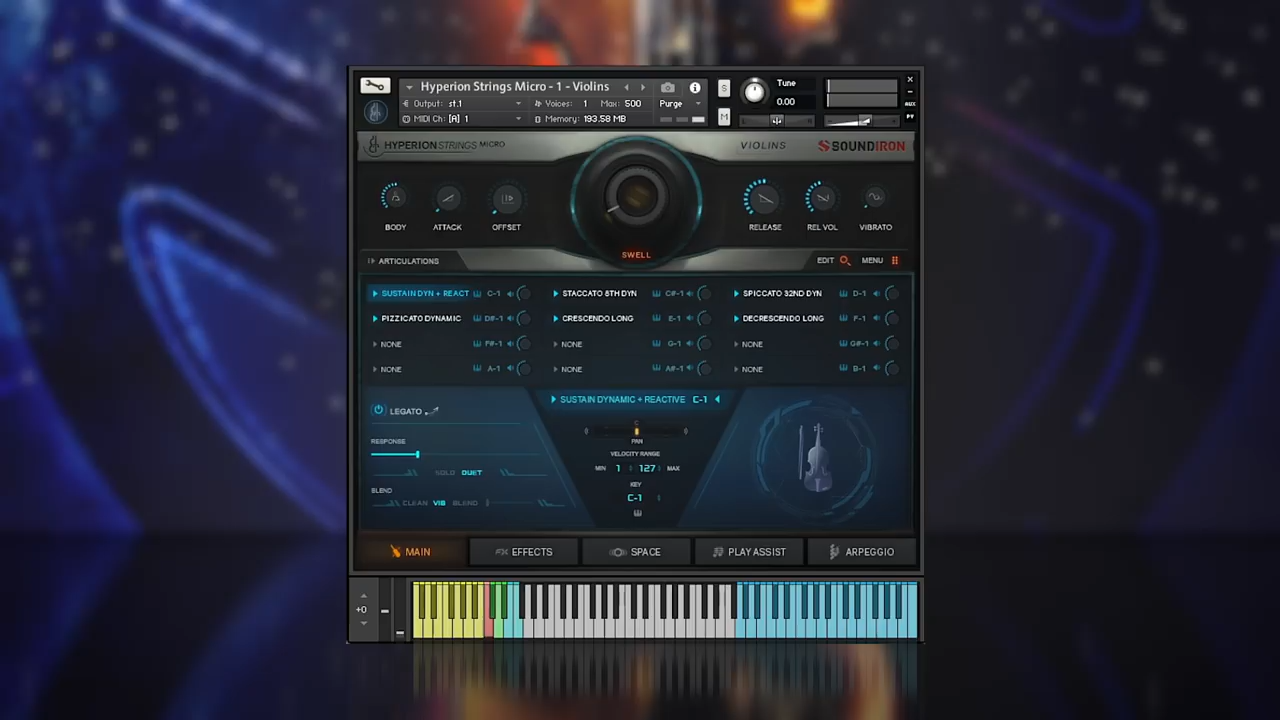 Hyperion Strings Micro - 1 - Violins
Output: st.1 Voices: 1 Max: 500 Purge
MIDI Ch: [A] 1 Memory: 193.58 MB
S
M
Tune
0.00
L R
AUX
PV
HYPERION STRINGS MICRO
VIOLINS
SOUNDIRON
BODY ATTACK OFFSET
SWELL
RELEASE REL VOL VIBRATO
ARTICULATIONS
EDIT MENU
SUSTAIN DYN + REACT C-1 STACCATO 8TH DYN C#-1 SPICCATO 32ND DYN D-1
PIZZICATO DYNAMIC D#-1 CRESCENDO LONG E-1 DECRESCENDO LONG F-1
NONE F#-1 NONE G-1 NONE G#-1
NONE A-1 NONE A#-1 NONE B-1
LEGATO
RESPONSE
SOLO DUET
BLEND
CLEAN VIB BLEND
SUSTAIN DYNAMIC + REACTIVE C-1
C
PAN
VELOCITY RANGE
MIN 1 127 MAX
KEY
C-1
MAIN EFFECTS SPACE PLAY ASSIST ARPEGGIO
+0